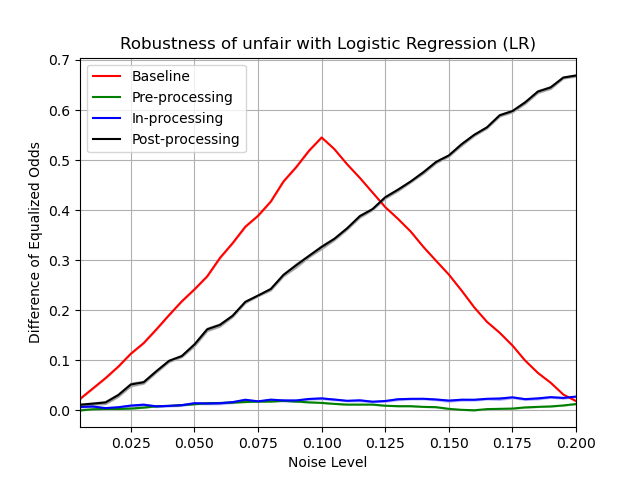 Robustness of unfair with Logistic Regression (LR)
Difference of Equalized Odds
0.7
0.6
0.5
0.4
0.3
0.2
0.1
0.0
Baseline
Pre-processing
In-processing
Post-processing
0.025 0.050 0.075 0.100 0.125 0.150 0.175 0.200
Noise Level